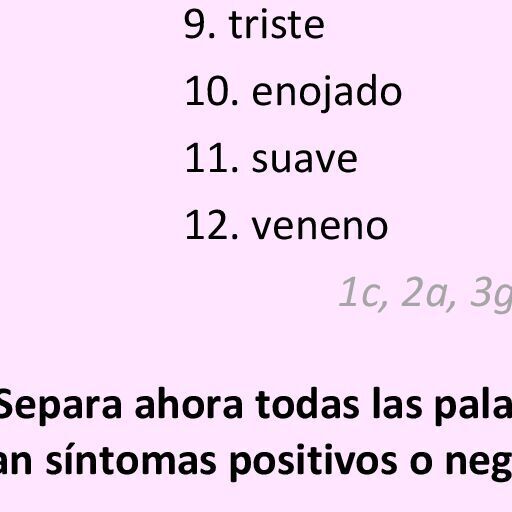 9. triste
10. enojado
11. suave
12. veneno
1c, 2a, 3g
Separa ahora todas las pala
an síntomas positivos o neg